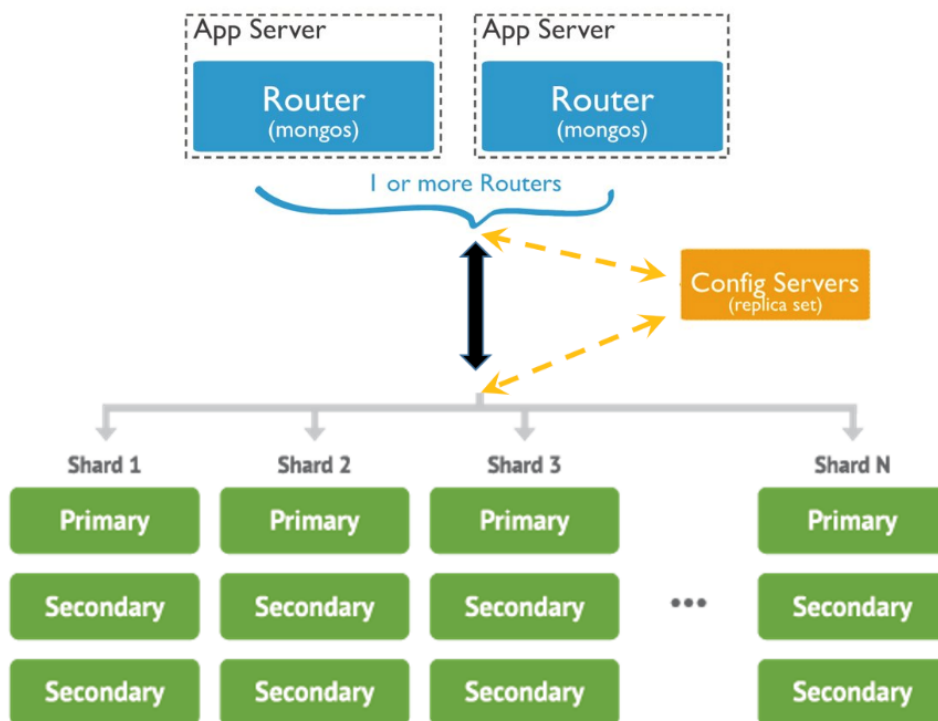 App Server
App Server
Router
(mongos)
Router
(mongos)
1 or more Routers
Config Servers
(replica set)
Shard 1
Shard 2
Shard 3
Shard N
Primary
Primary
Primary
Primary
Secondary
Secondary
Secondary
•••
Secondary
Secondary
Secondary
Secondary
Secondary